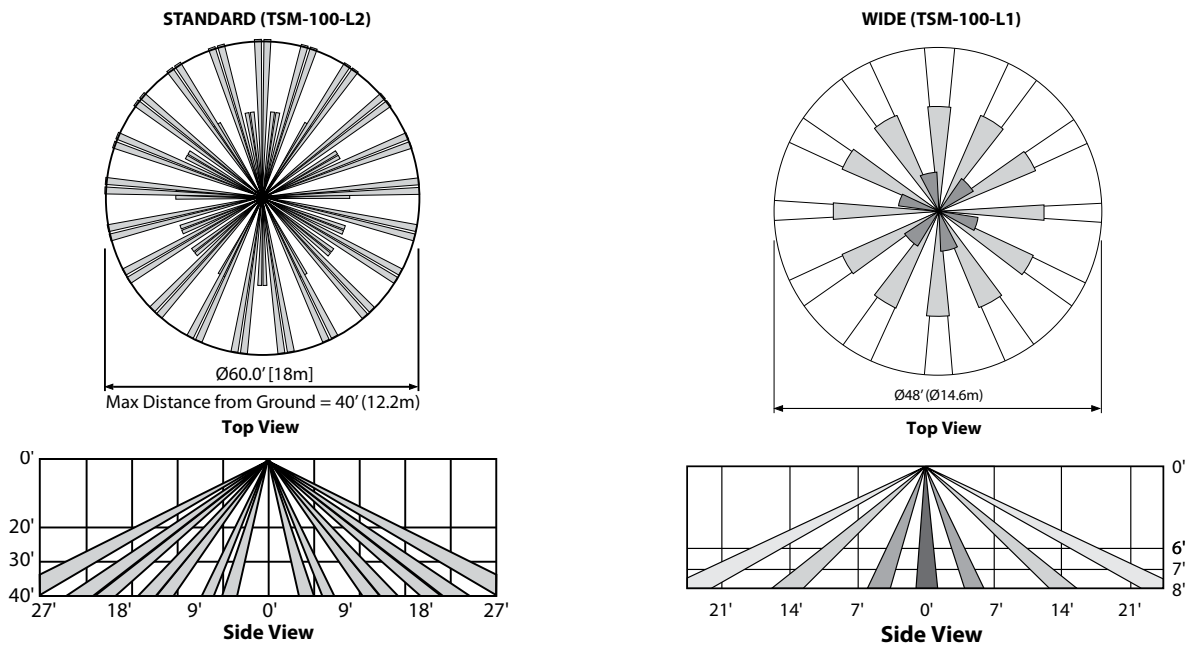 STANDARD (TSM-100-L2)
Ø60.0' [18m]
Max Distance from Ground = 40' (12.2m)
Top View
0'
20'
30'
40'
27' 18' 9' 0' 9' 18' 27'
Side View
WIDE (TSM-100-L1)
Ø48' (Ø14.6m)
Top View
0'
6'
7'
8'
21' 14' 7' 0' 7' 14' 21'
Side View